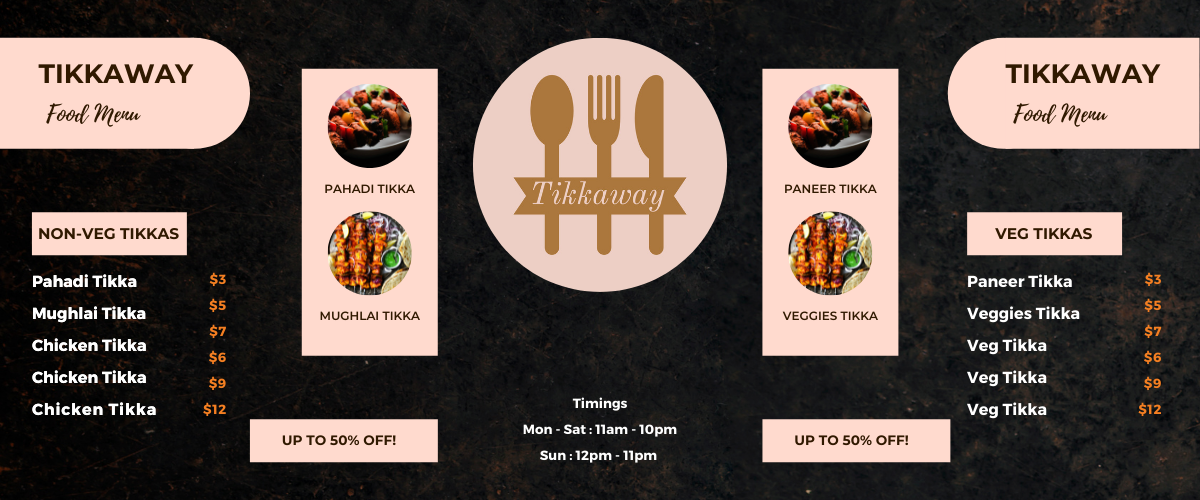 TIKKAWAY
Food Menu
NON-VEG TIKKAS
Pahadi Tikka
Mughlai Tikka
Chicken Tikka
Chicken Tikka
Chicken Tikka
$3
$5
$7
$6
$9
$12
PAHADI TIKKA
MUGHLAI TIKKA
UP TO 50% OFF!
Tikkaway
Timings
Mon - Sat : 11am - 10pm
Sun : 12pm - 11pm
PANEER TIKKA
VEGGIES TIKKA
UP TO 50% OFF!
TIKKAWAY
Food Menu
VEG TIKKAS
Paneer Tikka
Veggies Tikka
Veg Tikka
Veg Tikka
Veg Tikka
$3
$5
$7
$6
$9
$12